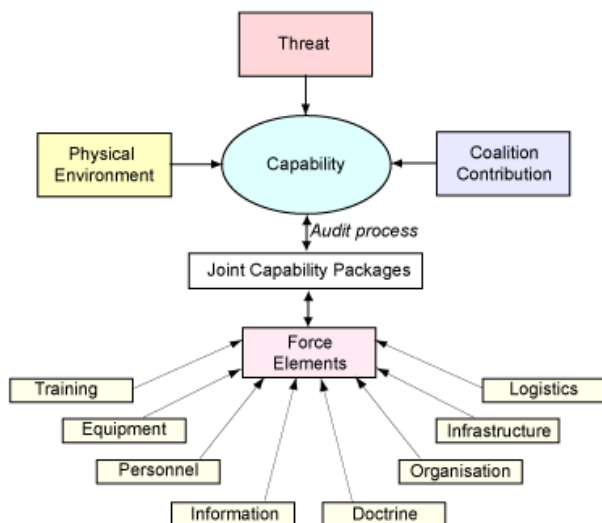 Threat
Physical
Environment
Capability
Coalition
Contribution
Audit process
Joint Capability Packages
Force
Elements
Training
Logistics
Equipment
Infrastructure
Personnel
Organisation
Information
Doctrine